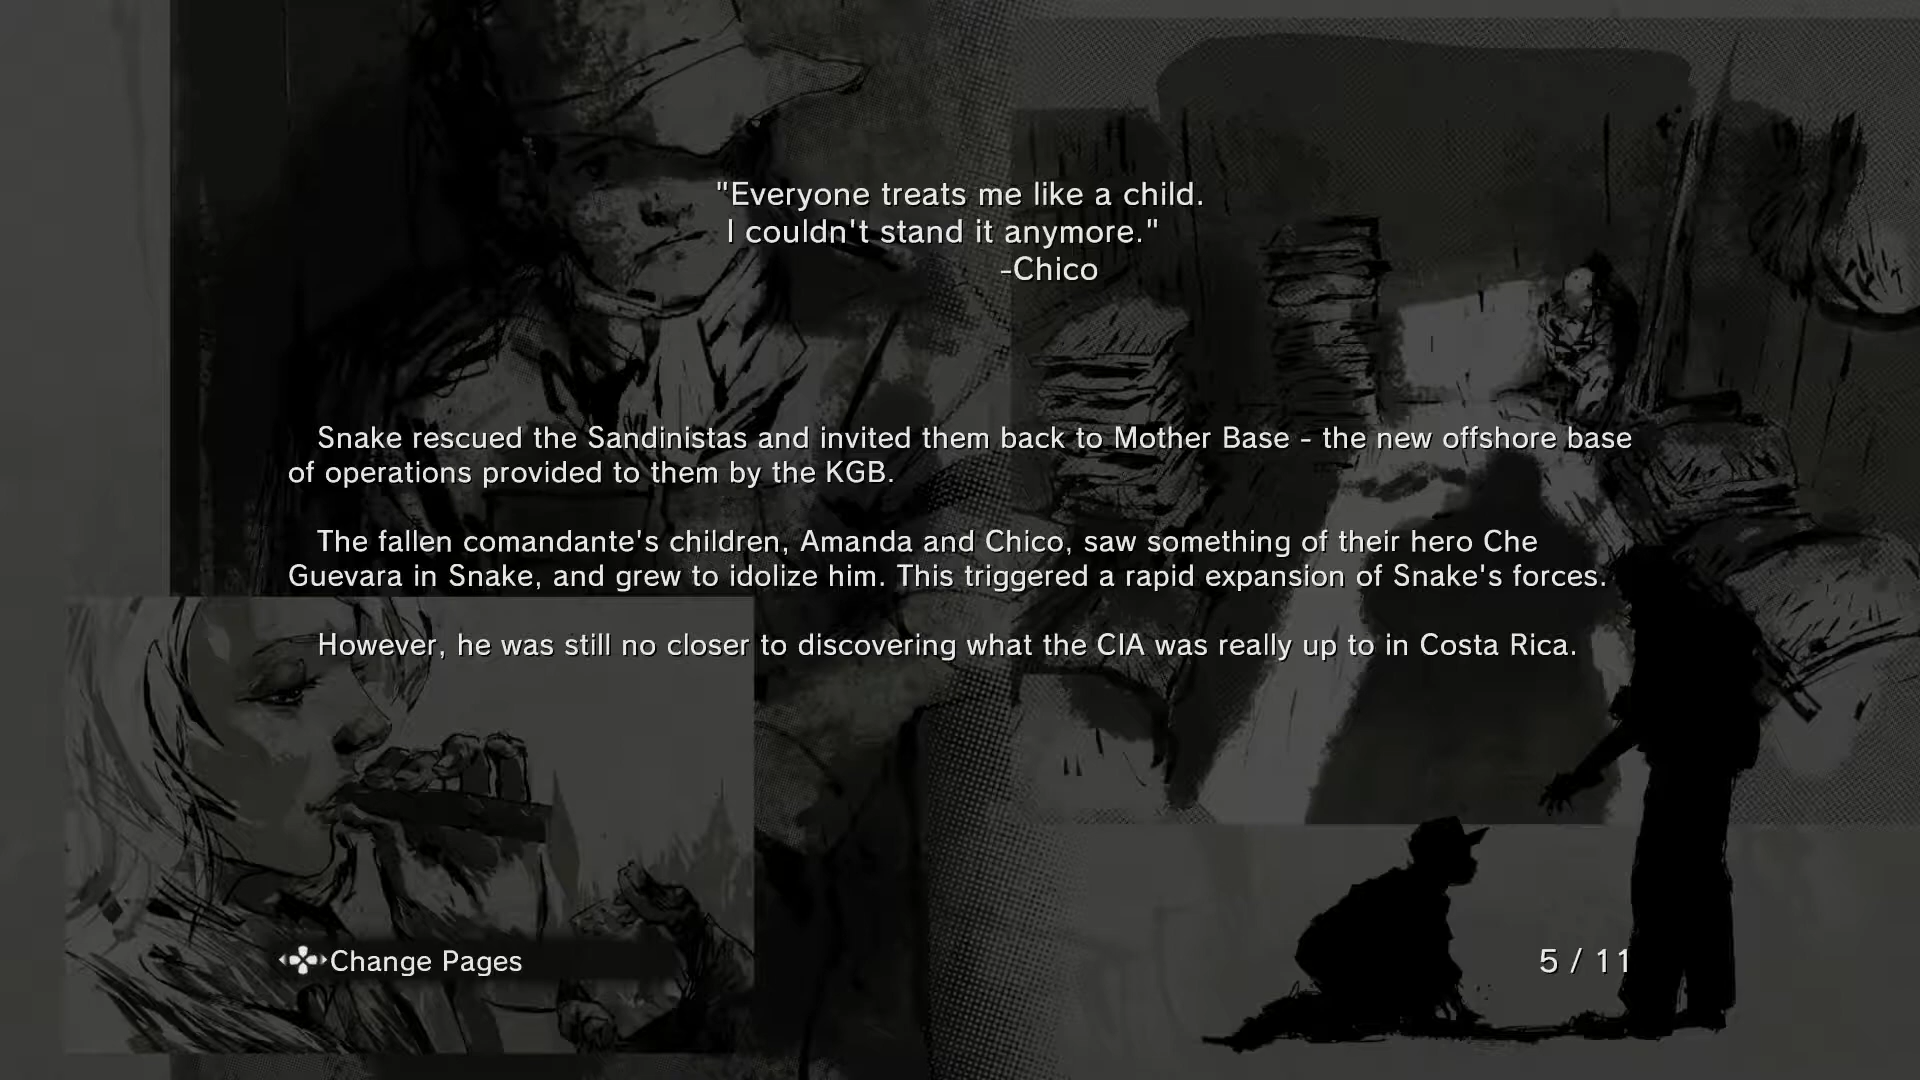 "Everyone treats me like a child.
I couldn't stand it anymore."
-Chico
Snake rescued the Sandinistas and invited them back to Mother Base - the new offshore base
of operations provided to them by the KGB.
The fallen comandante's children, Amanda and Chico, saw something of their hero Che
Guevara in Snake, and grew to idolize him. This triggered a rapid expansion of Snake's forces.
However, he was still no closer to discovering what the CIA was really up to in Costa Rica.
Change Pages
5 / 11